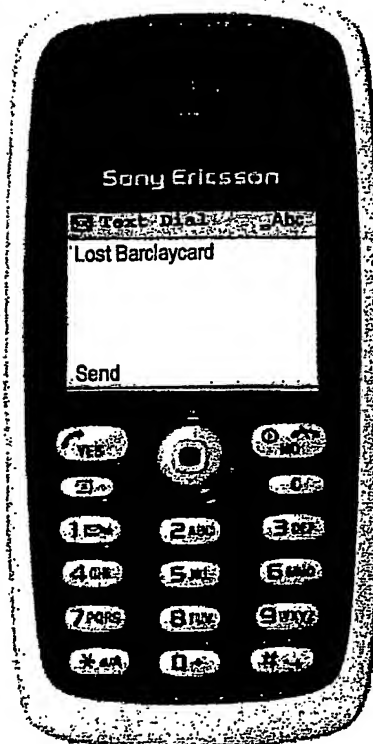 Sony Ericsson
Text Dial Abc
Lost Barclaycard
Send
YES NO
1 2ABC 3DEF
4GHI 5JKL 6MNO
7PQRS 8TUV 9WXYZ
* 0 #